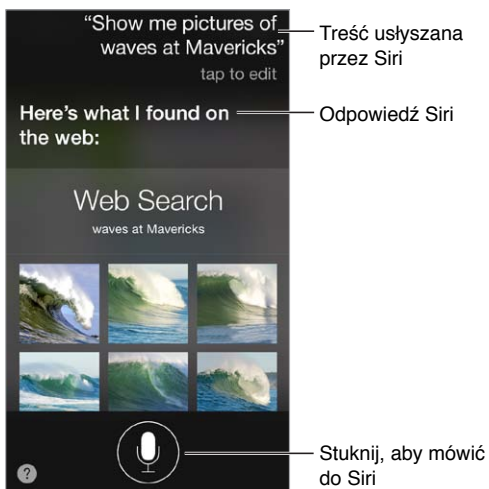 “Show me pictures of
waves at Mavericks”
tap to edit
Treść usłyszana
przez Siri
Here’s what I found on
the web:
Odpowiedź Siri
Web Search
waves at Mavericks
Stuknij, aby mówić
do Siri
?